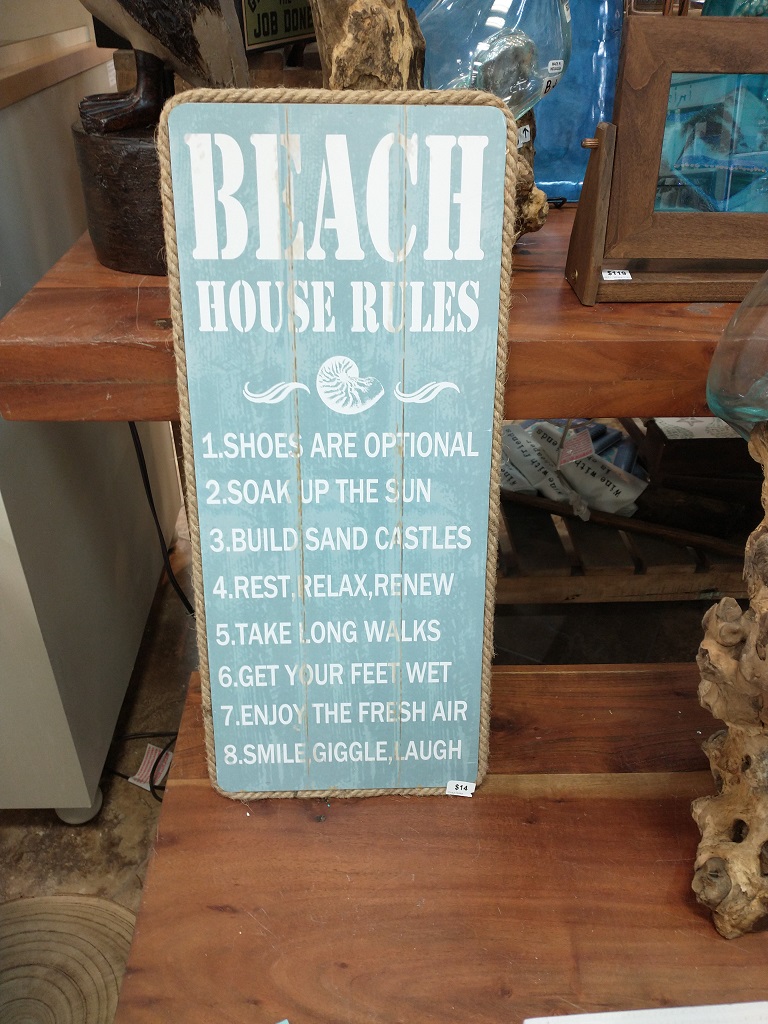 JOB DONE
BEACH
HOUSE RULES
1.SHOES ARE OPTIONAL
2.SOAK UP THE SUN
3.BUILD SAND CASTLES
4.REST,RELAX,RENEW
5.TAKE LONG WALKS
6.GET YOUR FEET WET
7.ENJOY THE FRESH AIR
8.SMILE,GIGGLE,LAUGH
$14
$119